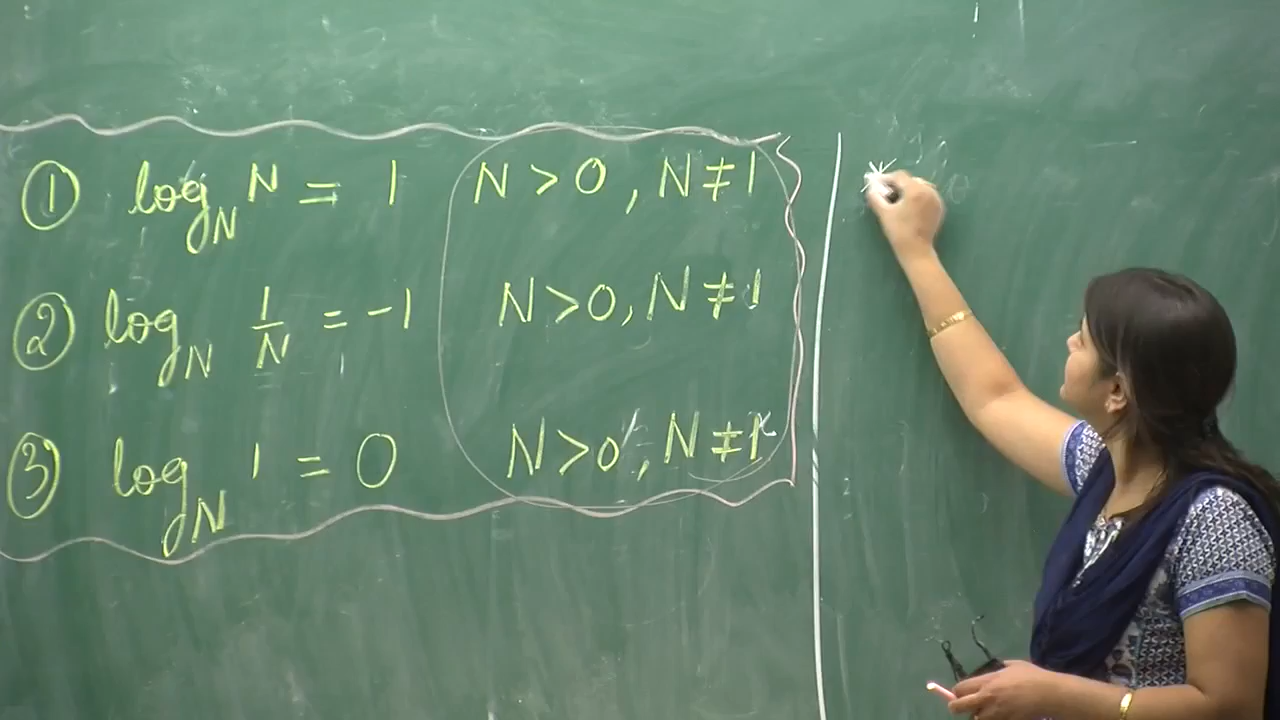 ① log_N N = 1 N > 0, N ≠ 1
② log_N 1/N = -1 N > 0, N ≠ 1
③ log_N 1 = 0 N > 0, N ≠ 1
*